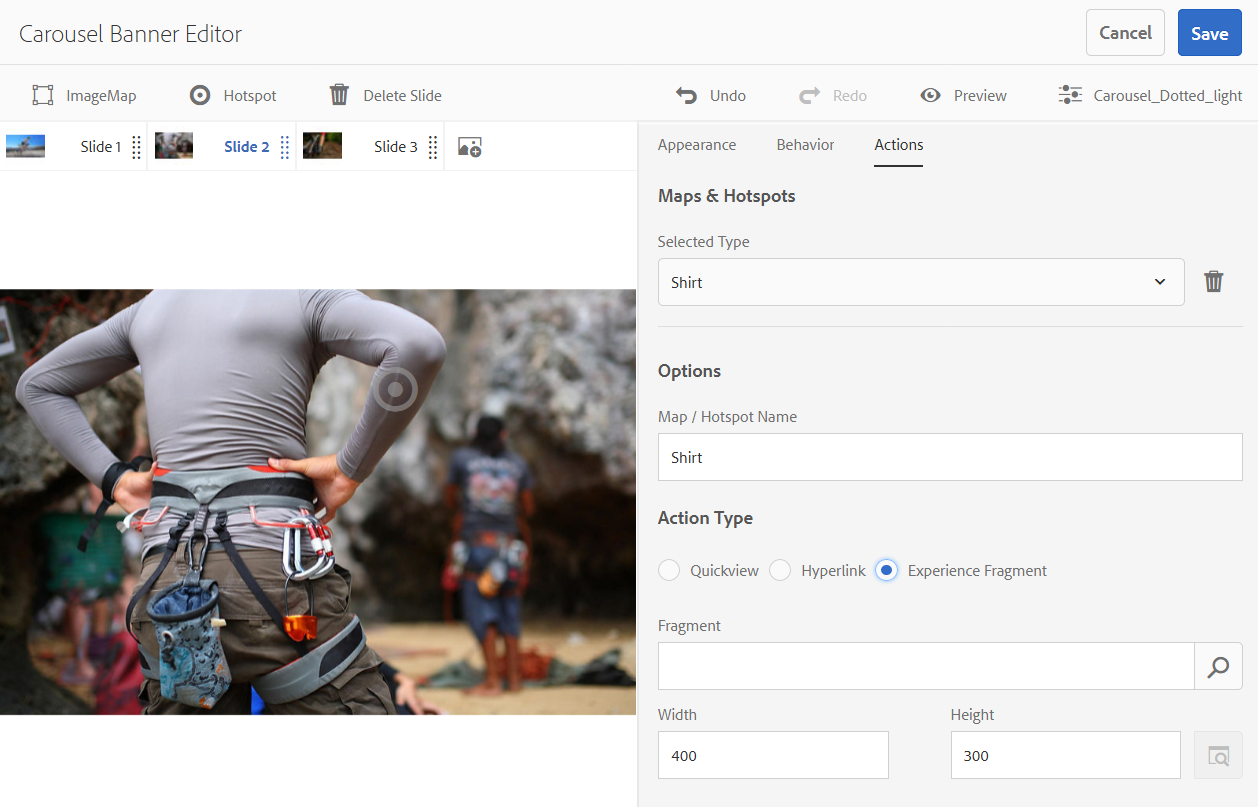 Carousel Banner Editor
Cancel
Save
ImageMap
Hotspot
Delete Slide
Undo
Redo
Preview
Carousel_Dotted_light
Slide 1
Slide 2
Slide 3
Appearance
Behavior
Actions
Maps & Hotspots
Selected Type
Shirt
Options
Map / Hotspot Name
Shirt
Action Type
Quickview
Hyperlink
Experience Fragment
Fragment
Width
Height
400
300